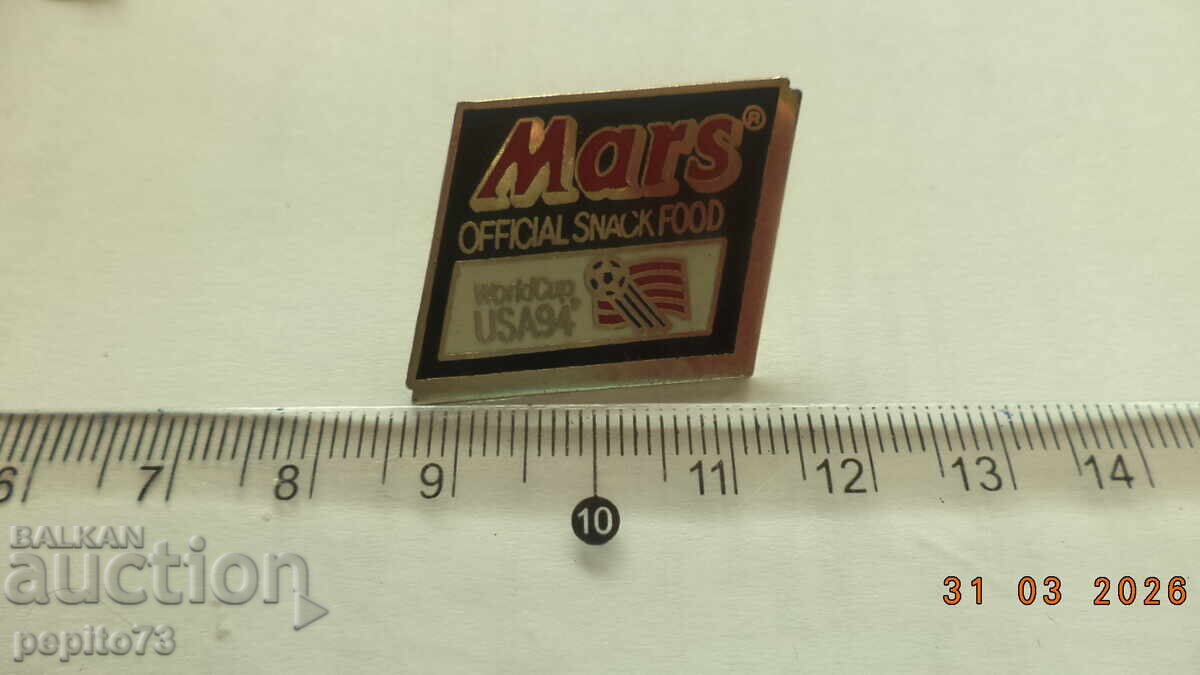 Mars®
OFFICIAL SNACK FOOD
WorldCup
USA94
6 7 8 9 10 11 12 13 14
BALKAN
auction
pepito73
31 03 2026